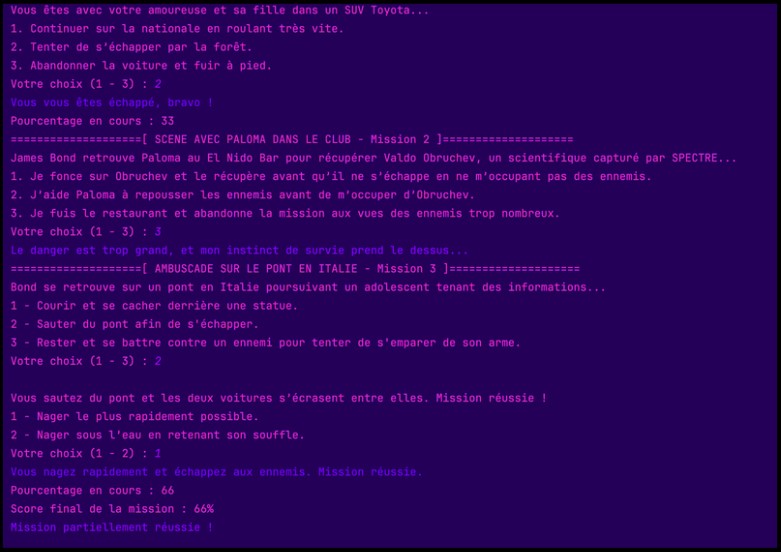 Vous êtes avec votre amoureuse et sa fille dans un SUV Toyota...
1. Continuer sur la nationale en roulant très vite.
2. Tenter de s'échapper par la forêt.
3. Abandonner la voiture et fuir à pied.
Votre choix (1 - 3) : 2
Vous vous êtes échappé, bravo !
Pourcentage en cours : 33
====================[ SCENE AVEC PALOMA DANS LE CLUB - Mission 2 ]====================
James Bond retrouve Paloma au El Nido Bar pour récupérer Valdo Obruchev, un scientifique capturé par SPECTRE...
1. Je fonce sur Obruchev et le récupère avant qu'il ne s'échappe en ne m'occupant pas des ennemis.
2. J'aide Paloma à repousser les ennemis avant de m'occuper d'Obruchev.
3. Je fuis le restaurant et abandonne la mission aux vues des ennemis trop nombreux.
Votre choix (1 - 3) : 3
Le danger est trop grand, et mon instinct de survie prend le dessus...
====================[ AMBUSCADE SUR LE PONT EN ITALIE - Mission 3 ]====================
Bond se retrouve sur un pont en Italie poursuivant un adolescent tenant des informations...
1 - Courir et se cacher derrière une statue.
2 - Sauter du pont afin de s'échapper.
3 - Rester et se battre contre un ennemi pour tenter de s'emparer de son arme.
Votre choix (1 - 3) : 2
Vous sautez du pont et les deux voitures s'écrasent entre elles. Mission réussie !
1 - Nager le plus rapidement possible.
2 - Nager sous l'eau en retenant son souffle.
Votre choix (1 - 2) : 1
Vous nagez rapidement et échappez aux ennemis. Mission réussie.
Pourcentage en cours : 66
Score final de la mission : 66%
Mission partiellement réussie !